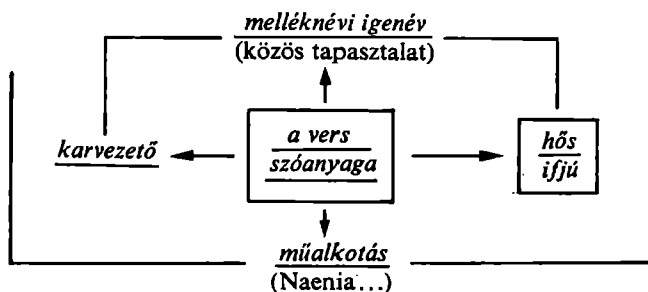 melléknévi igenév
(közös tapasztalat)
karvezető
a vers
szóanyaga
hős
ifjú
műalkotás
(Naenia...)